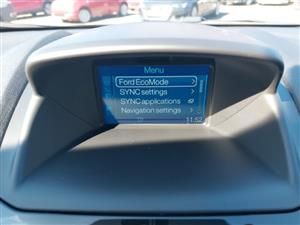 Menu
Ford EcoMode
SYNC settings
SYNC applications
Navigation settings
11:52